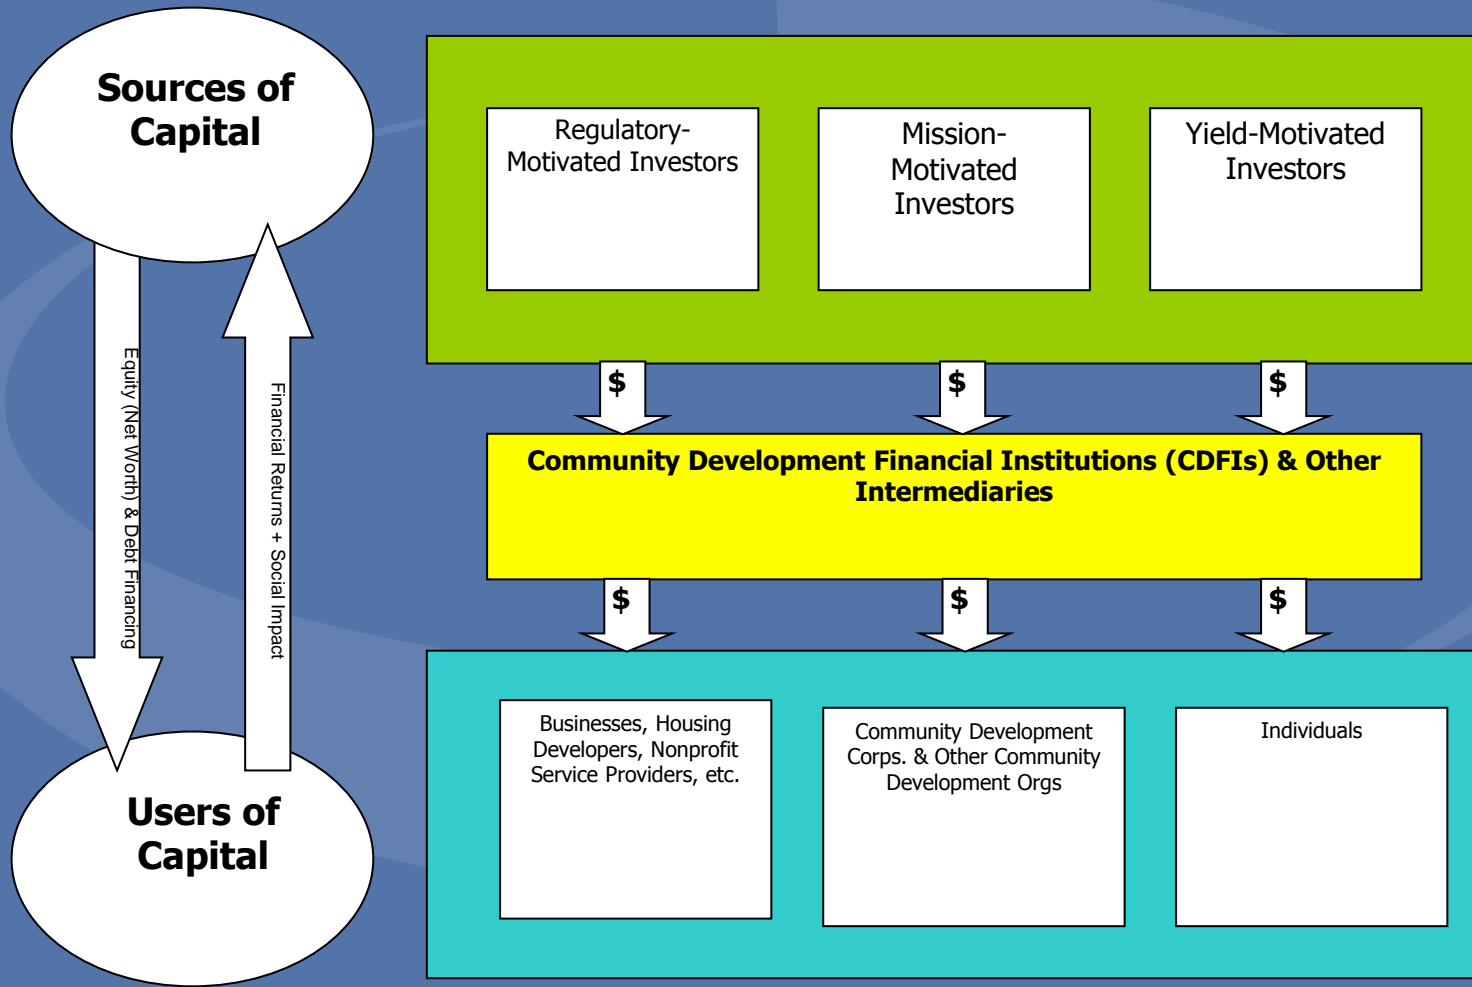 Sources of
Capital
Equity (Net Worth) & Debt Financing
Financial Returns + Social Impact
Users of
Capital
Regulatory-
Motivated Investors
Mission-
Motivated
Investors
Yield-Motivated
Investors
$
$
$
Community Development Financial Institutions (CDFIs) & Other
Intermediaries
$
$
$
Businesses, Housing
Developers, Nonprofit
Service Providers, etc.
Community Development
Corps. & Other Community
Development Orgs
Individuals